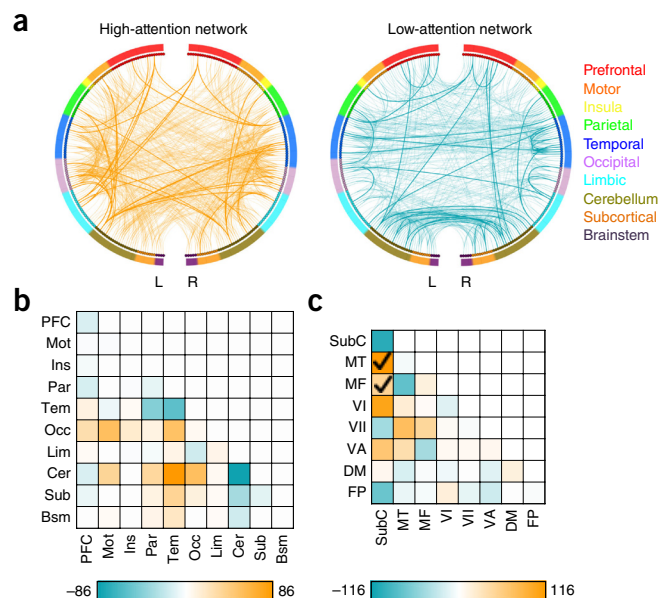 a
High-attention network
Low-attention network
Prefrontal
Motor
Insula
Parietal
Temporal
Occipital
Limbic
Cerebellum
Subcortical
Brainstem
L R
L R
b
PFC
Mot
Ins
Par
Tem
Occ
Lim
Cer
Sub
Bsm
PFC Mot Ins Par Tem Occ Lim Cer Sub Bsm
−86 86
c
SubC
MT
MF
VI
VII
VA
DM
FP
SubC MT MF VI VII VA DM FP
−116 116